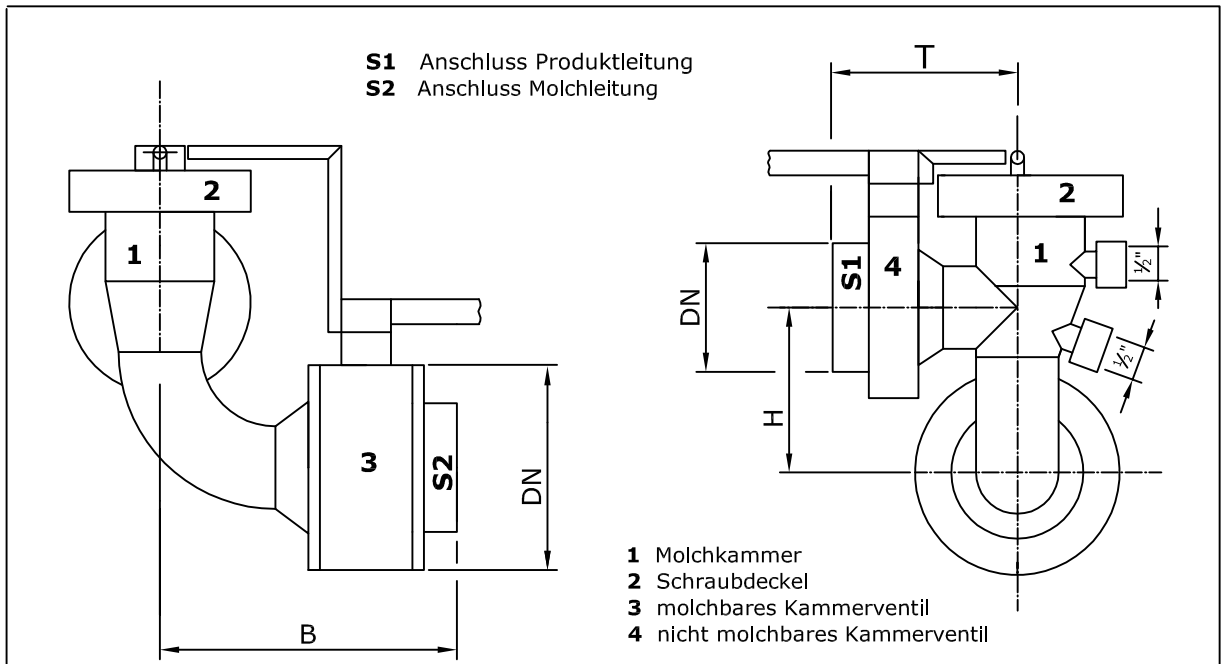 S1 Anschluss Produktleitung
S2 Anschluss Molchleitung
2
1
3
S2
DN
B
T
2
1
S1
4
DN
H
½"
½"
1 Molchkammer
2 Schraubdeckel
3 molchbares Kammerventil
4 nicht molchbares Kammerventil